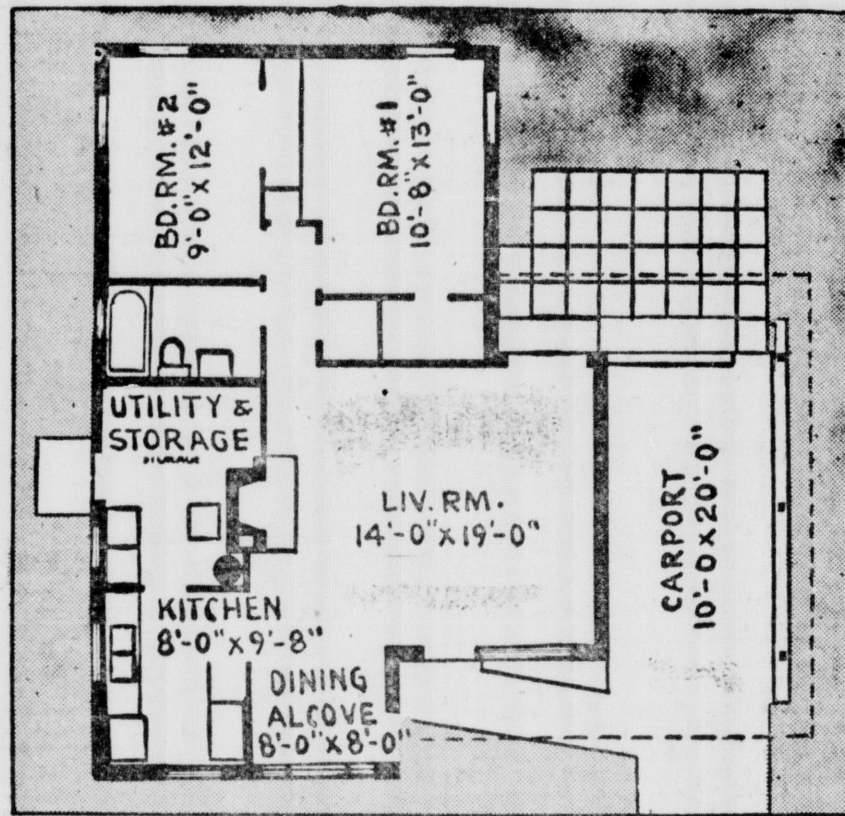 BD. RM. #2
9'-0" X 12'-0"
BD. RM. #1
10'-8" X 13'-0"
UTILITY &
STORAGE
STORAGE
LIV. RM.
14'-0" X 19'-0"
CARPORT
10'-0 X 20'-0"
KITCHEN
8'-0" X 9'-8"
DINING
ALCOVE
8'-0" X 8'-0"